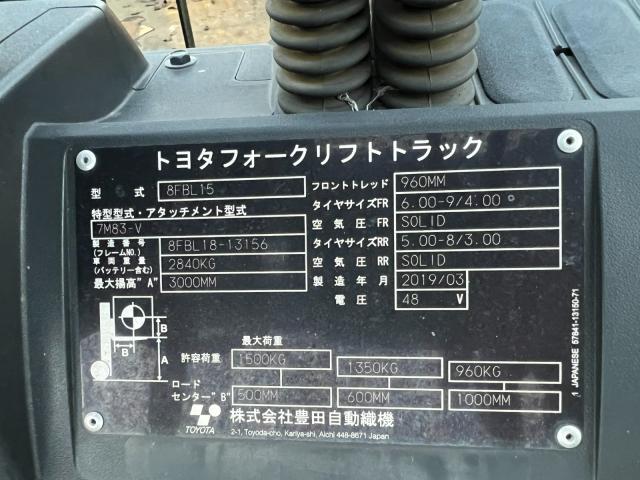 トヨタフォークリフトトラック
型 式 8FBL15 フロントトレッド 960MM
特型型式・アタッチメント型式 タイヤサイズFR 6.00-9/4.00
7M83-V 空 気 圧 FR SOLID
製造番号 (フレームNO.) 8FBL18-13156 タイヤサイズRR 5.00-8/3.00
車両重量 (バッテリー含む) 2840KG 空 気 圧 RR SOLID
最大揚高"A" 3000MM 製 造 年 月 2019/03
電 圧 48 V
B
B
A
最大荷重
許容荷重 1500KG 1350KG 960KG
ロード
センター"B" 500MM 600MM 1000MM
TOYOTA 株式会社豊田自動織機
2-1, Toyoda-cho, Kariya-shi, Aichi 448-8671 Japan
1 JAPANESE 57841-13150-71